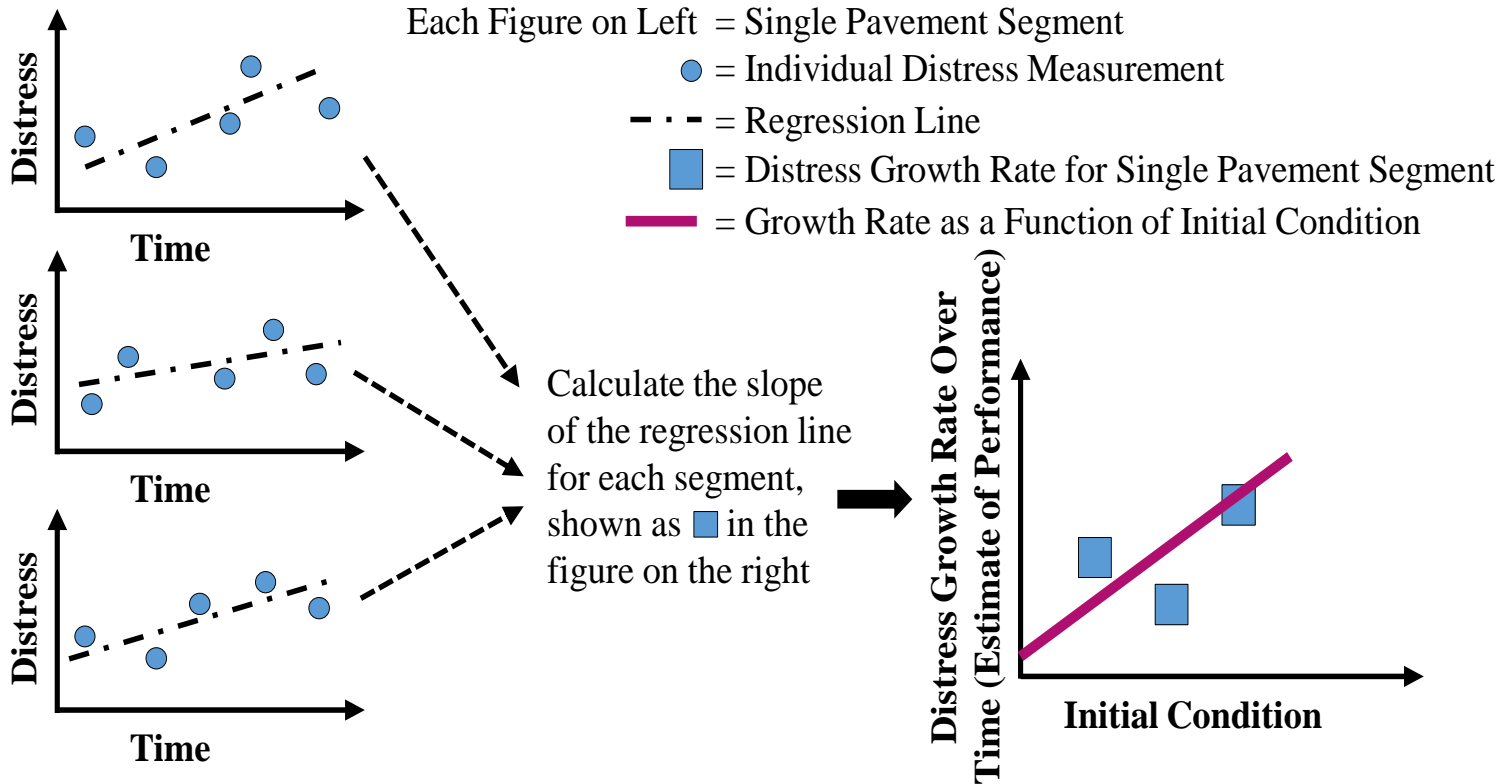 Each Figure on Left = Single Pavement Segment
= Individual Distress Measurement
= Regression Line
= Distress Growth Rate for Single Pavement Segment
= Growth Rate as a Function of Initial Condition
Distress
Time
Distress
Time
Distress
Time
Calculate the slope
of the regression line
for each segment,
shown as in the
figure on the right
Distress Growth Rate Over
Time (Estimate of Performance)
Initial Condition